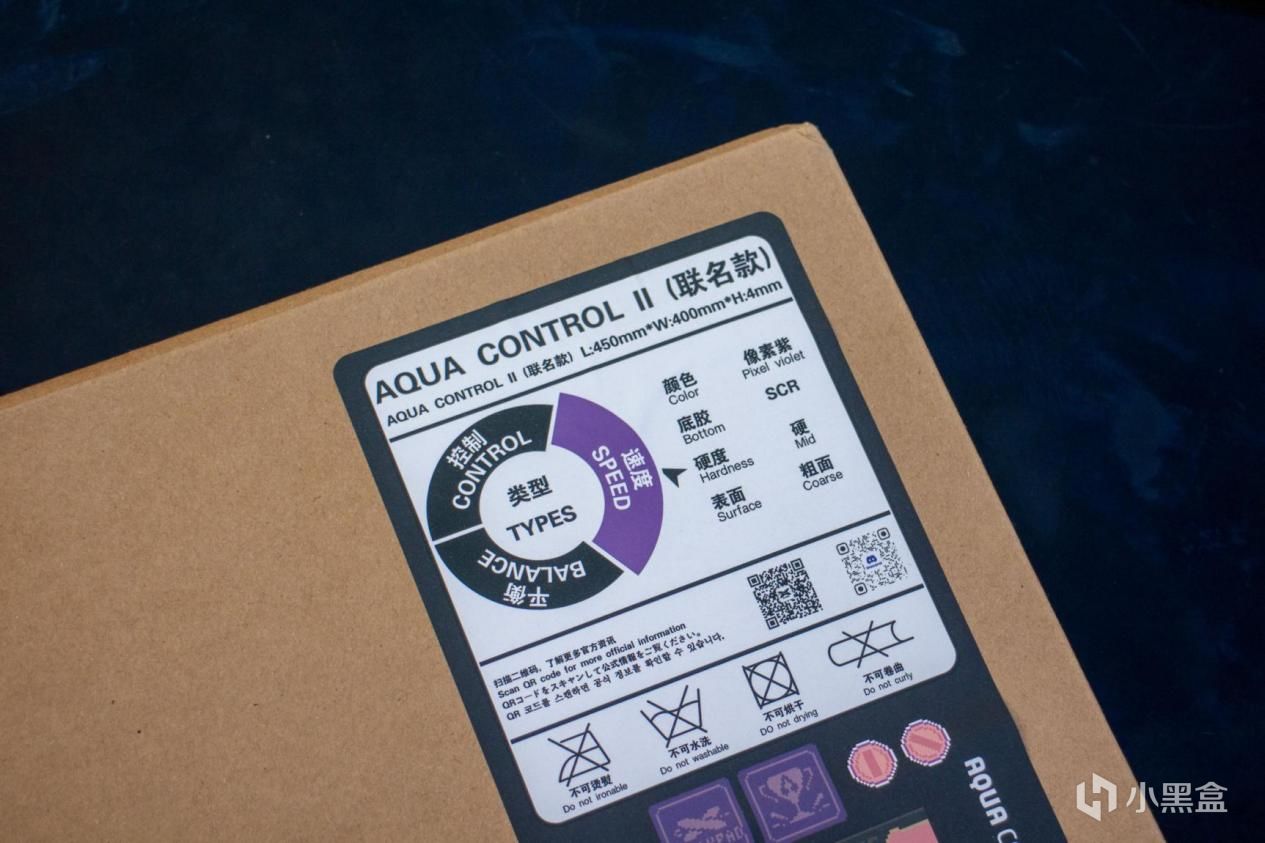 AQUA CONTROL II (联名款)
AQUA CONTROL II (联名款) L:450mm*W:400mm*H:4mm
控制
CONTROL
速度
SPEED
平衡
BALANCE
类型
TYPES
颜色
Color
像素紫
Pixel violet
底胶
Bottom
SCR
硬度
Hardness
硬
Mid
表面
Surface
粗面
Coarse
扫描二维码，了解更多官方资讯
Scan QR code for more official information
QRコードをスキャンして公式情報をご覧ください。
QR 코드를 스캔하면 공식 정보를 확인할 수 있습니다.
不可烫熨
Do not ironable
不可水洗
Do not washable
不可烘干
DO not drying
不可卷曲
Do not curly
AQUA
小黑盒